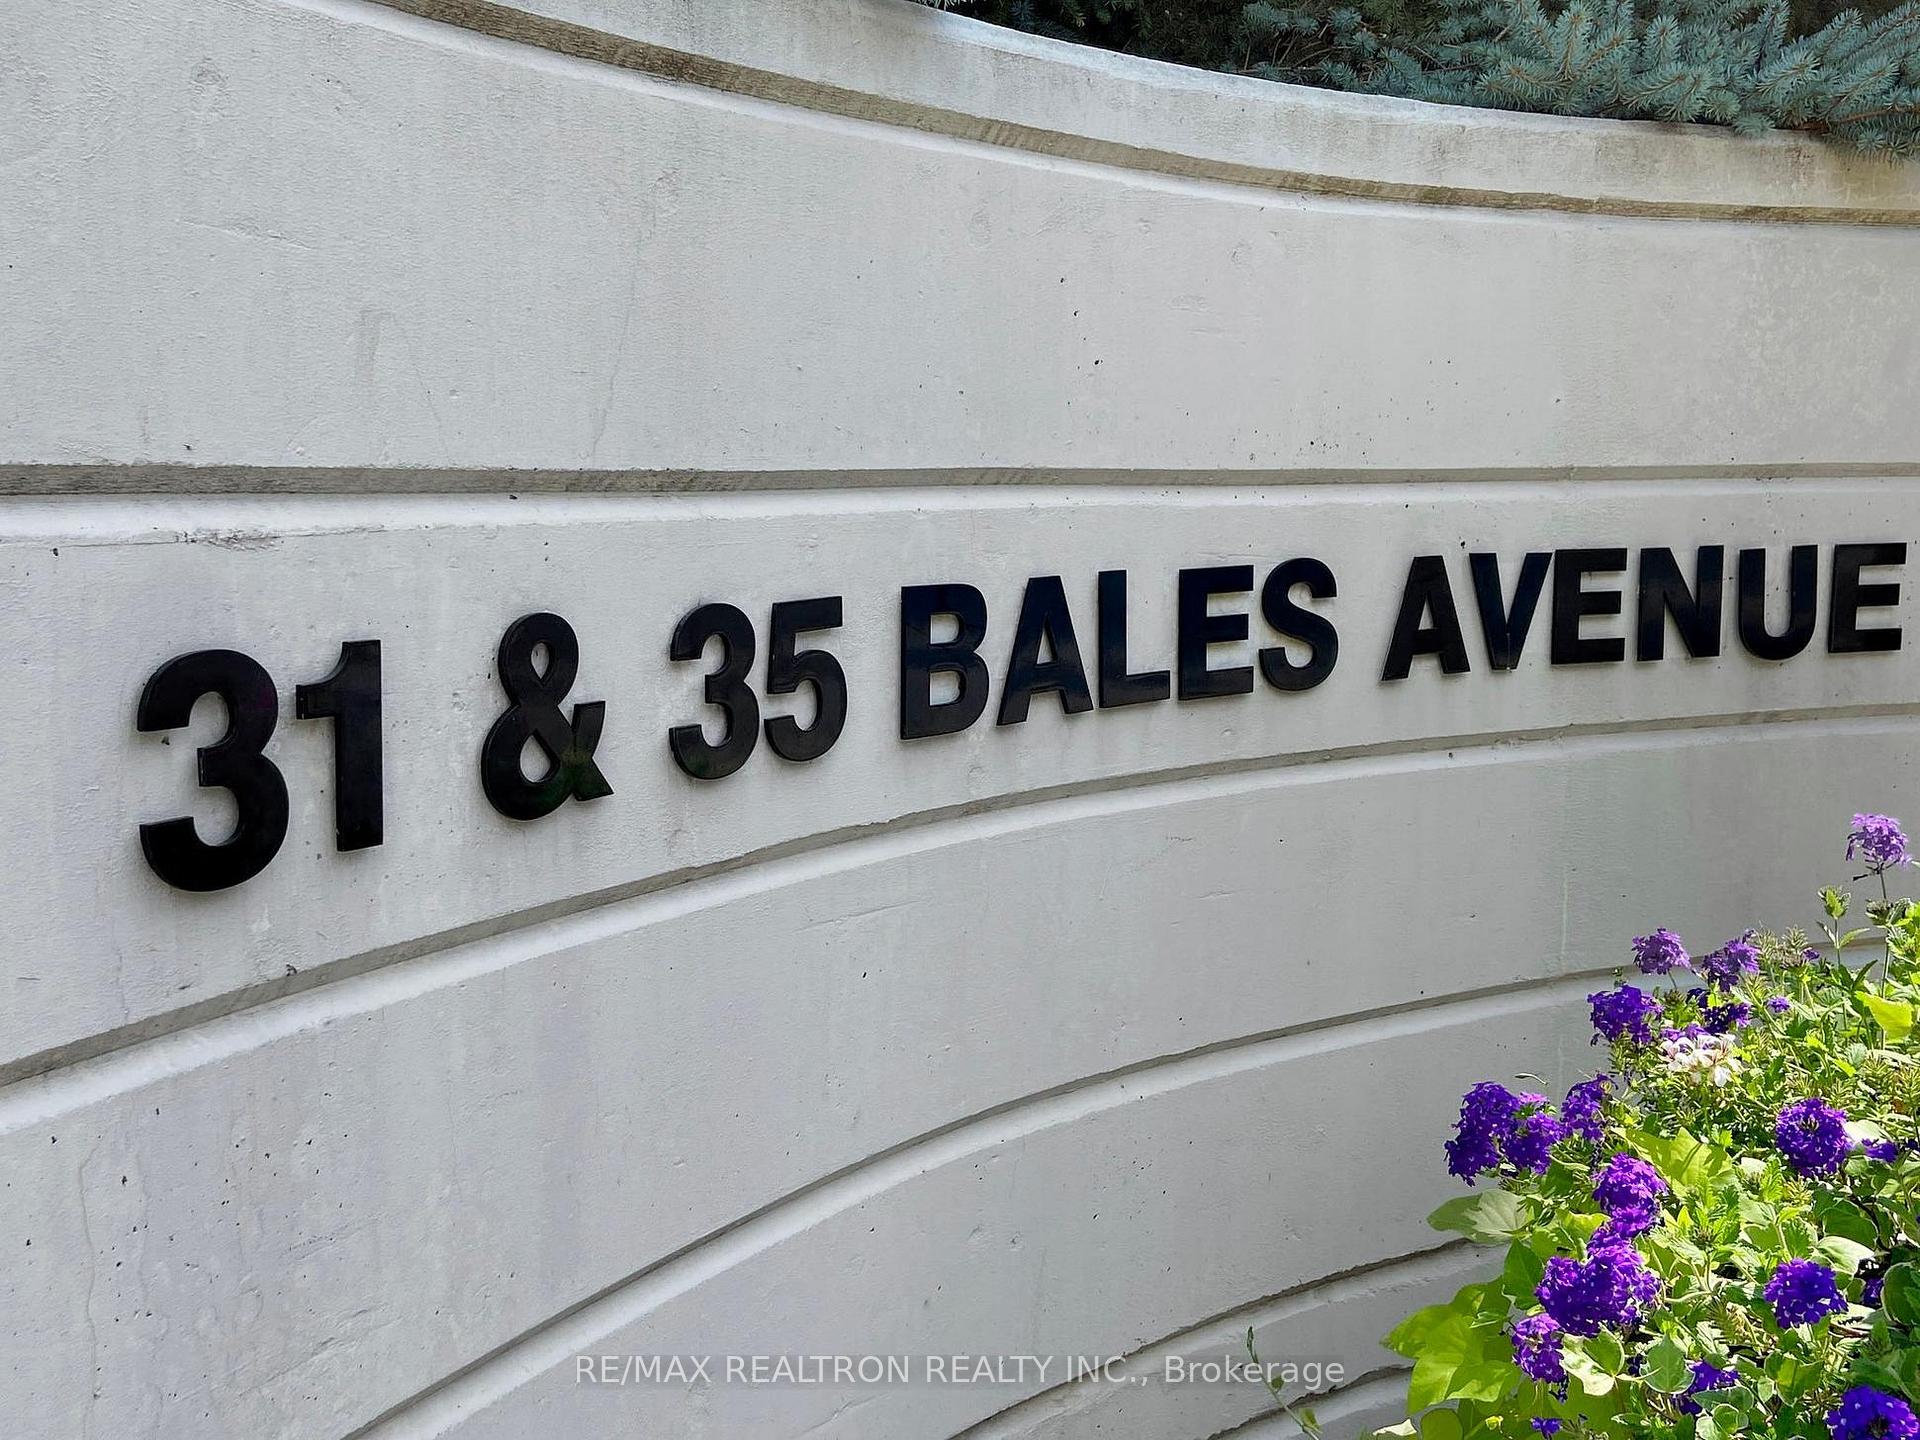 31 & 35 BALES AVENUE
RE/MAX REALTRON REALTY INC., Brokerage